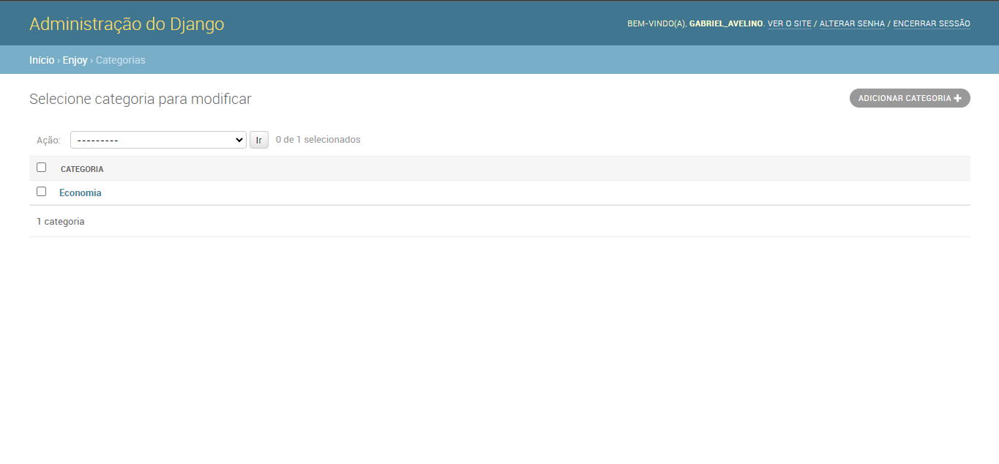 Administração do Django
BEM-VINDO(A), GABRIEL_AVELINO. VER O SITE / ALTERAR SENHA / ENCERRAR SESSÃO
Início › Enjoy › Categorias
Selecione categoria para modificar
ADICIONAR CATEGORIA
Ação: --------- Ir 0 de 1 selecionados
CATEGORIA
Economia
1 categoria